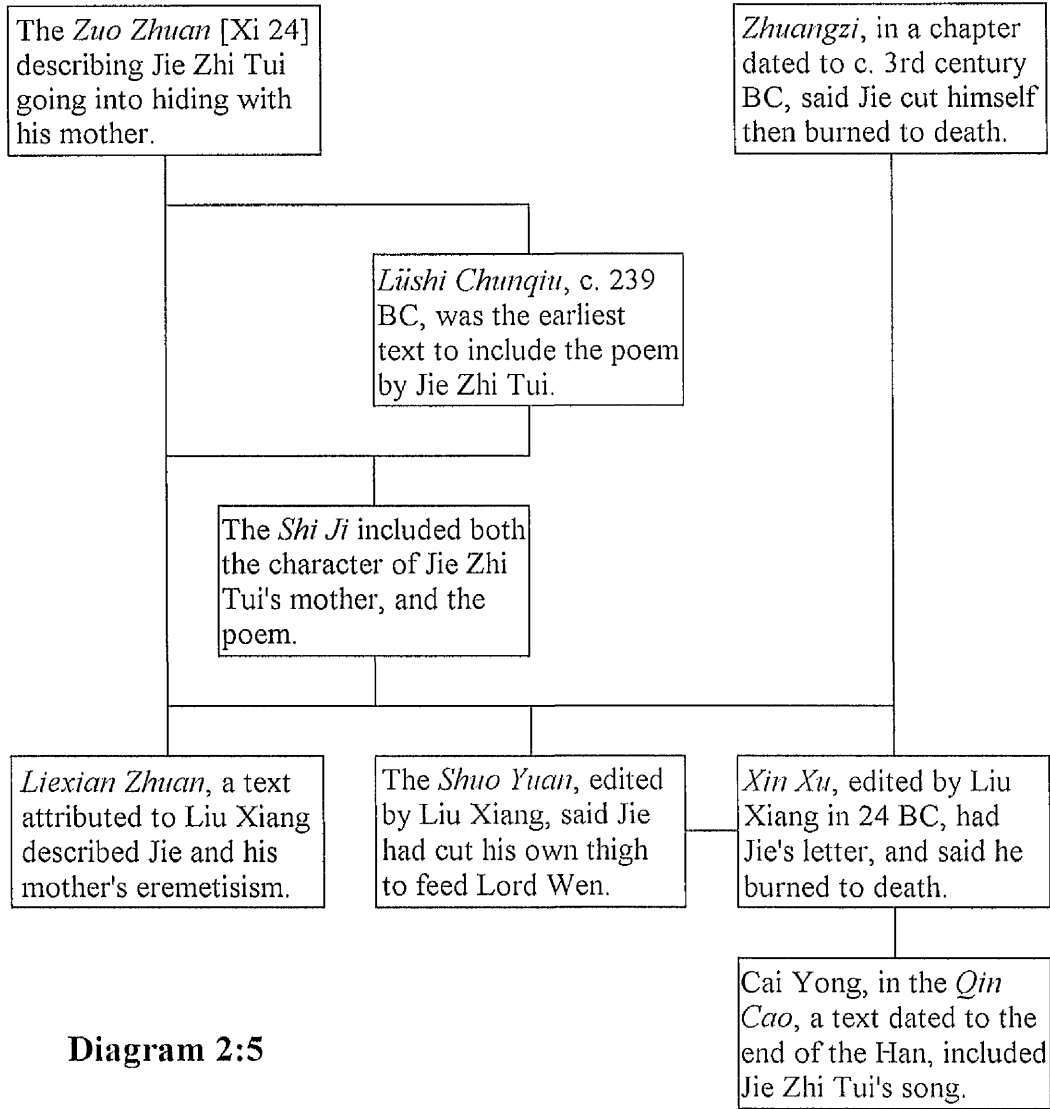 The Zuo Zhuan [Xi 24]
describing Jie Zhi Tui
going into hiding with
his mother.
Zhuangzi, in a chapter
dated to c. 3rd century
BC, said Jie cut himself
then burned to death.
Lüshi Chunqiu, c. 239
BC, was the earliest
text to include the poem
by Jie Zhi Tui.
The Shi Ji included both
the character of Jie Zhi
Tui's mother, and the
poem.
Liexian Zhuan, a text
attributed to Liu Xiang
described Jie and his
mother's eremetisism.
The Shuo Yuan, edited
by Liu Xiang, said Jie
had cut his own thigh
to feed Lord Wen.
Xin Xu, edited by Liu
Xiang in 24 BC, had
Jie's letter, and said he
burned to death.
Cai Yong, in the Qin
Cao, a text dated to the
end of the Han, included
Jie Zhi Tui's song.
Diagram 2:5